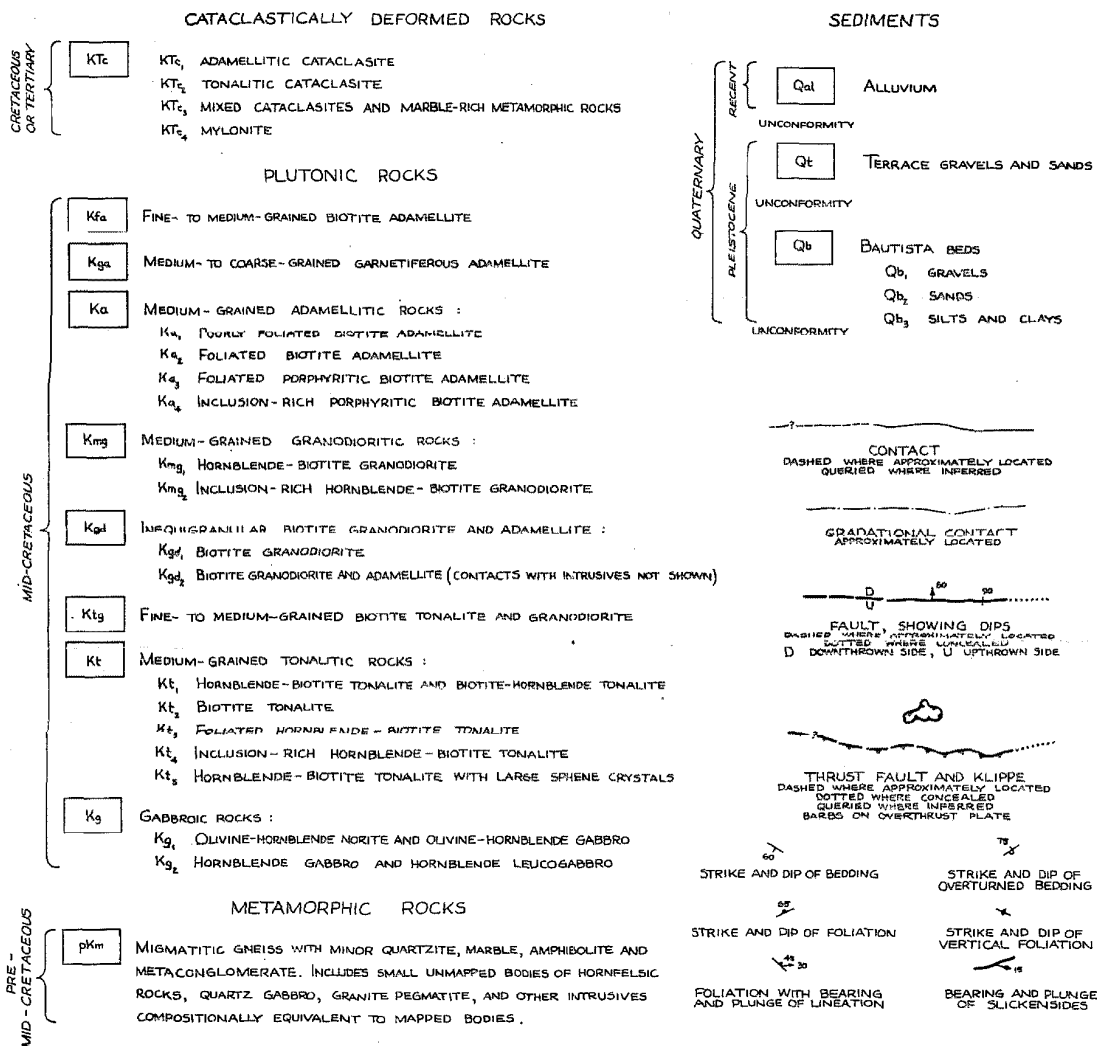 CATACLASTICALLY DEFORMED ROCKS
CRETACEOUS
OR TERTIARY
KTc
KTc₁ ADAMELLITIC CATACLASITE
KTc₂ TONALITIC CATACLASITE
KTc₃ MIXED CATACLASITES AND MARBLE-RICH METAMORPHIC ROCKS
KTc₄ MYLONITE
PLUTONIC ROCKS
MID-CRETACEOUS
Kfa FINE- TO MEDIUM-GRAINED BIOTITE ADAMELLITE
Kga MEDIUM- TO COARSE-GRAINED GARNETIFEROUS ADAMELLITE
Ka MEDIUM-GRAINED ADAMELLITIC ROCKS :
Ka₁ POORLY FOLIATED BIOTITE ADAMELLITE
Ka₂ FOLIATED BIOTITE ADAMELLITE
Ka₃ FOLIATED PORPHYRITIC BIOTITE ADAMELLITE
Ka₄ INCLUSION-RICH PORPHYRITIC BIOTITE ADAMELLITE
Kmg MEDIUM-GRAINED GRANODIORITIC ROCKS :
Kmg₁ HORNBLENDE-BIOTITE GRANODIORITE
Kmg₂ INCLUSION-RICH HORNBLENDE-BIOTITE GRANODIORITE
Kgd INEQUIGRANULAR BIOTITE GRANODIORITE AND ADAMELLITE :
Kgd₁ BIOTITE GRANODIORITE
Kgd₂ BIOTITE GRANODIORITE AND ADAMELLITE (CONTACTS WITH INTRUSIVES NOT SHOWN)
Ktg FINE- TO MEDIUM-GRAINED BIOTITE TONALITE AND GRANODIORITE
Kt MEDIUM-GRAINED TONALITIC ROCKS :
Kt₁ HORNBLENDE-BIOTITE TONALITE AND BIOTITE-HORNBLENDE TONALITE
Kt₂ BIOTITE TONALITE
Kt₃ FOLIATED HORNBLENDE-BIOTITE TONALITE
Kt₄ INCLUSION-RICH HORNBLENDE-BIOTITE TONALITE
Kt₅ HORNBLENDE-BIOTITE TONALITE WITH LARGE SPHENE CRYSTALS
Kg GABBROIC ROCKS :
Kg₁ OLIVINE-HORNBLENDE NORITE AND OLIVINE-HORNBLENDE GABBRO
Kg₂ HORNBLENDE GABBRO AND HORNBLENDE LEUCOGABBRO
METAMORPHIC ROCKS
PRE-
MID-CRETACEOUS
pKm MIGMATITIC GNEISS WITH MINOR QUARTZITE, MARBLE, AMPHIBOLITE AND
METACONGLOMERATE. INCLUDES SMALL UNMAPPED BODIES OF HORNFELSIC
ROCKS, QUARTZ GABBRO, GRANITE PEGMATITE, AND OTHER INTRUSIVES
COMPOSITIONALLY EQUIVALENT TO MAPPED BODIES.
SEDIMENTS
QUATERNARY
RECENT
Qal ALLUVIUM
UNCONFORMITY
PLEISTOCENE
Qt TERRACE GRAVELS AND SANDS
UNCONFORMITY
Qb BAUTISTA BEDS
Qb₁ GRAVELS
Qb₂ SANDS
Qb₃ SILTS AND CLAYS
UNCONFORMITY
?
CONTACT
DASHED WHERE APPROXIMATELY LOCATED
QUERIED WHERE INFERRED
GRADATIONAL CONTACT
APPROXIMATELY LOCATED
D 60 90
U
FAULT, SHOWING DIPS
DASHED WHERE APPROXIMATELY LOCATED
DOTTED WHERE CONCEALED
D DOWNTHROWN SIDE, U UPTHROWN SIDE
?
THRUST FAULT AND KLIPPE
DASHED WHERE APPROXIMATELY LOCATED
DOTTED WHERE CONCEALED
QUERIED WHERE INFERRED
BARBS ON OVERTHRUST PLATE
60
STRIKE AND DIP OF BEDDING
75
STRIKE AND DIP OF
OVERTURNED BEDDING
65
STRIKE AND DIP OF FOLIATION
STRIKE AND DIP OF
VERTICAL FOLIATION
45
30
FOLIATION WITH BEARING
AND PLUNGE OF LINEATION
15
BEARING AND PLUNGE
OF SLICKENSIDES